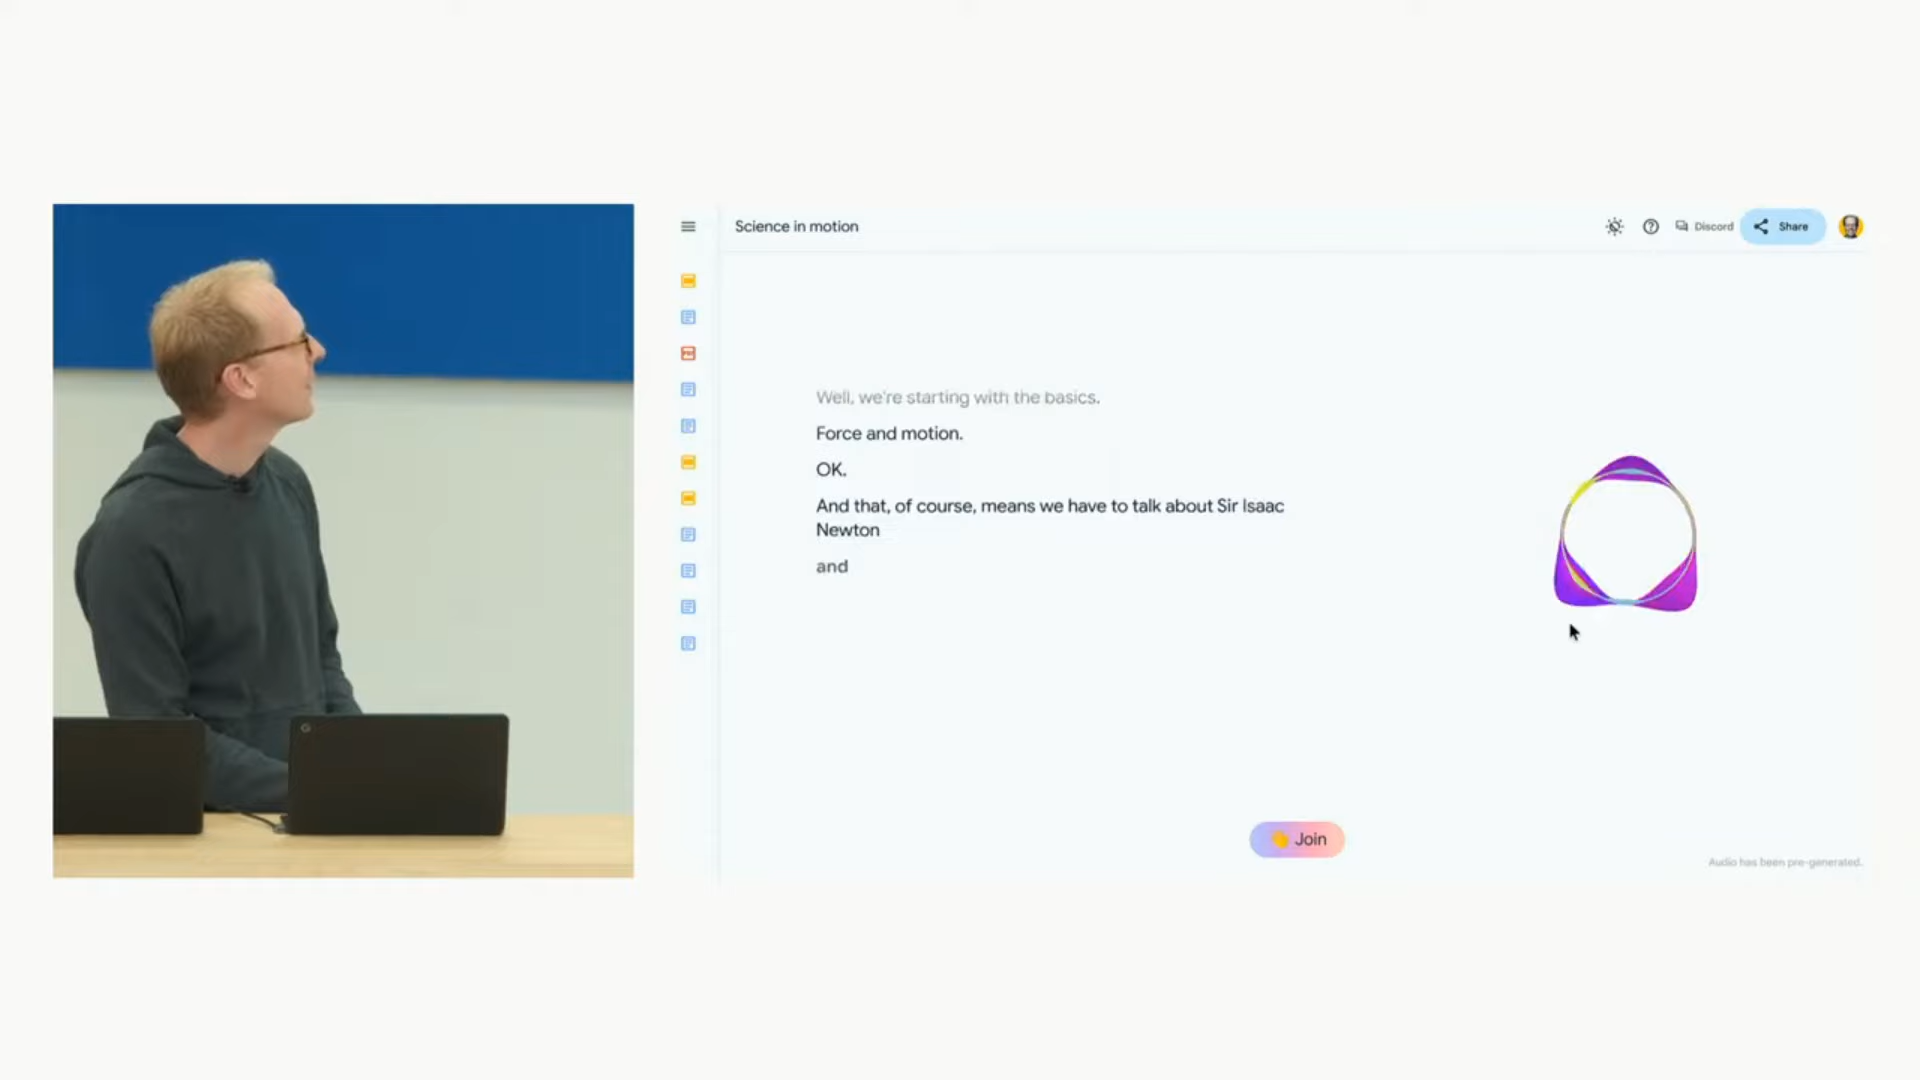 Science in motion
Discord
Share
Well, we're starting with the basics.
Force and motion.
OK.
And that, of course, means we have to talk about Sir Isaac
Newton
and
Join
Audio has been pre-generated.
G